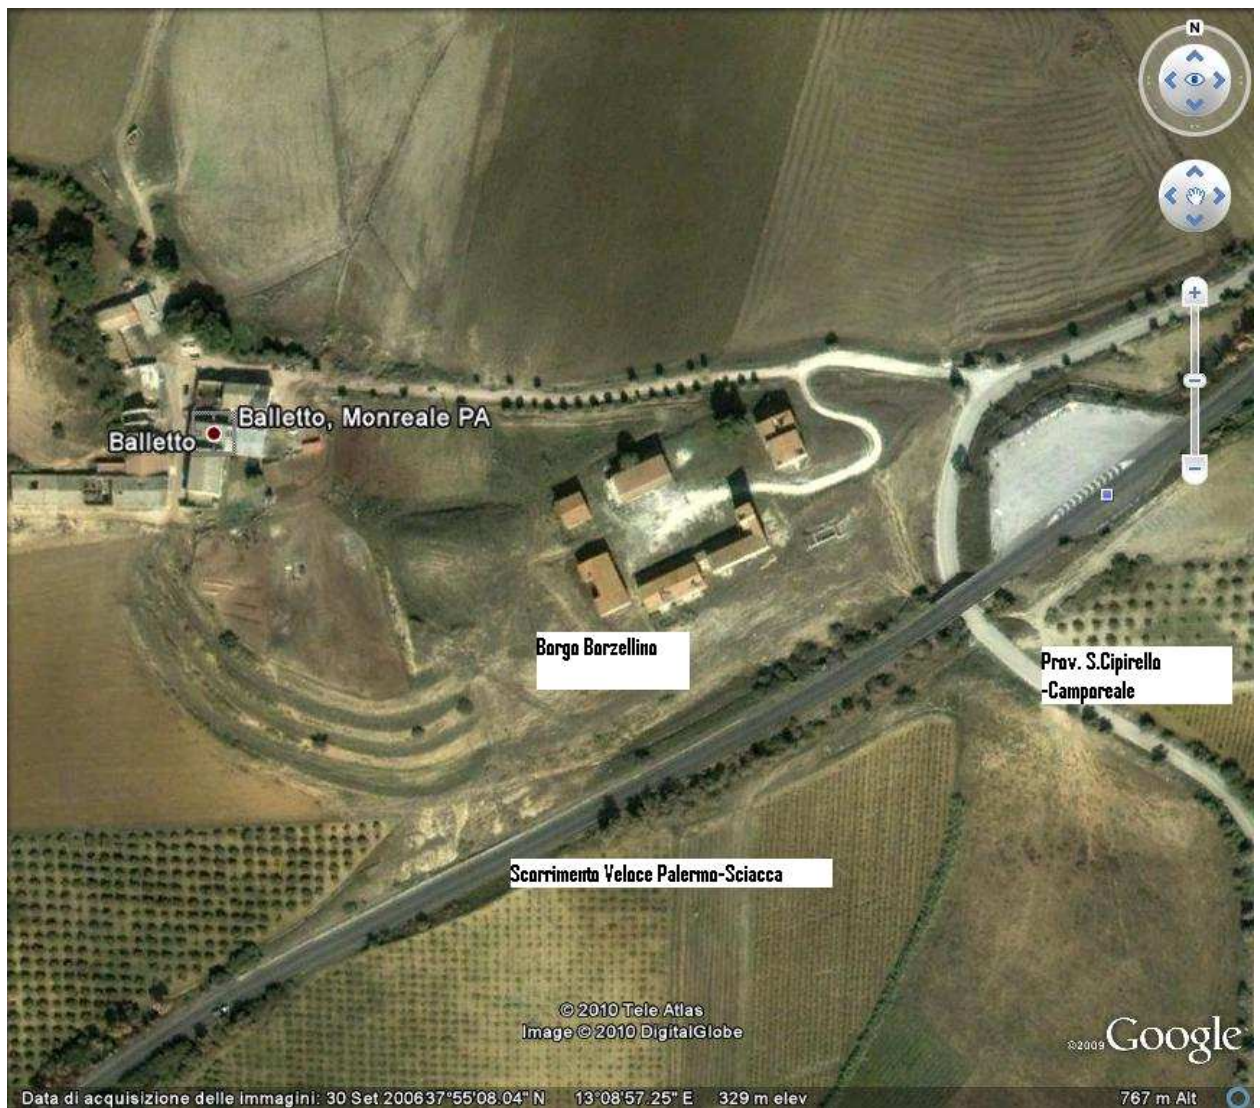 N
Balletto, Monreale PA
Balletto
Borgo Borzellino
Prov. S.Cipirello
-Camporeale
Scorrimento Veloce Palermo-Sciacca
© 2010 Tele Atlas
Image © 2010 DigitalGlobe
©2009 Google
Data di acquisizione delle immagini: 30 Set 2006 37°55'08.04" N 13°08'57.25" E 329 m elev 767 m Alt